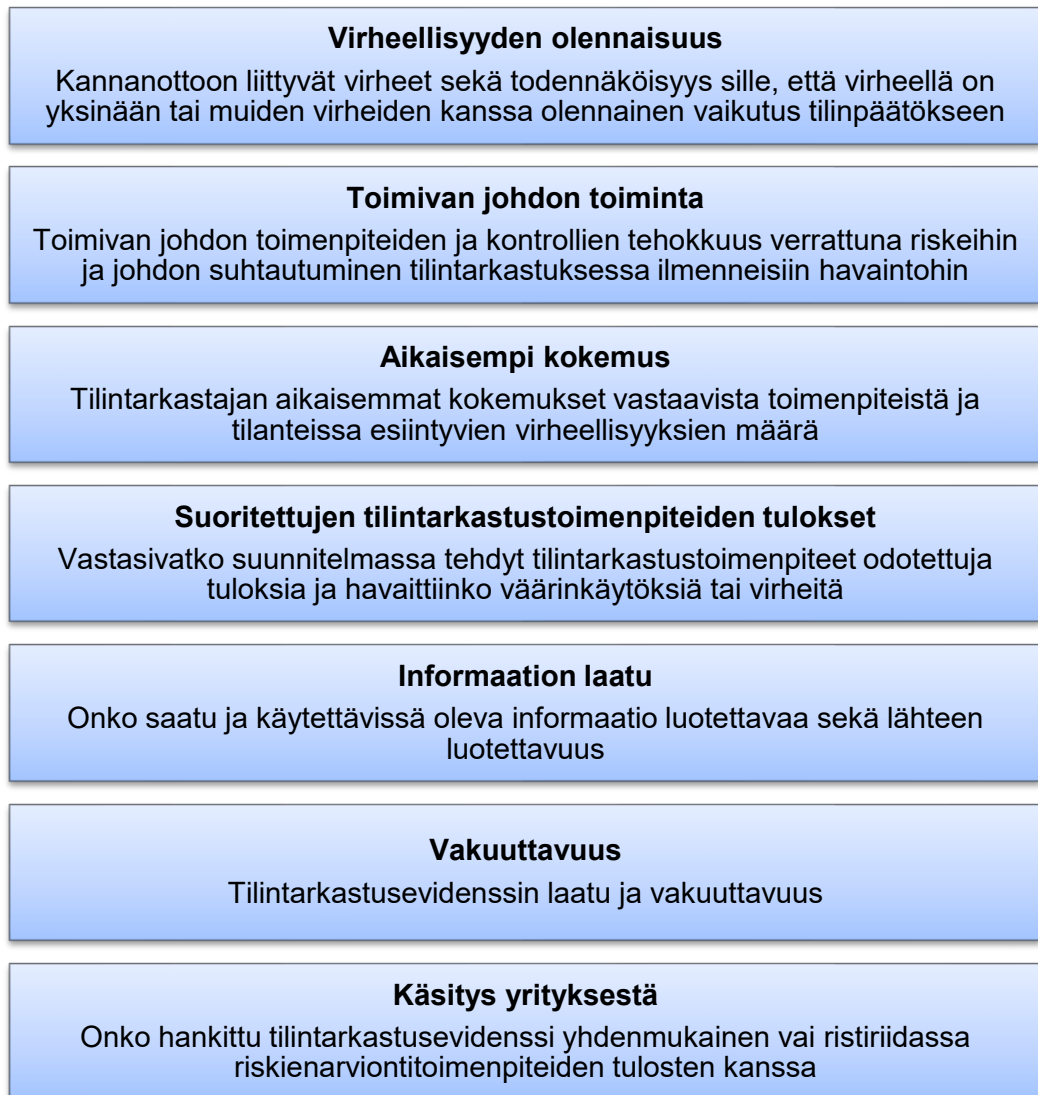 Virheellisyyden olennaisuus
Kannanottoon liittyvät virheet sekä todennäköisyys sille, että virheellä on
yksinään tai muiden virheiden kanssa olennainen vaikutus tilinpäätökseen
Toimivan johdon toiminta
Toimivan johdon toimenpiteiden ja kontrollien tehokkuus verrattuna riskeihin
ja johdon suhtautuminen tilintarkastuksessa ilmenneisiin havaintohin
Aikaisempi kokemus
Tilintarkastajan aikaisemmat kokemukset vastaavista toimenpiteistä ja
tilanteissa esiintyvien virheellisyyksien määrä
Suoritettujen tilintarkastustoimenpiteiden tulokset
Vastasivatko suunnitelmassa tehdyt tilintarkastustoimenpiteet odotettuja
tuloksia ja havaittiinko väärinkäytöksiä tai virheitä
Informaation laatu
Onko saatu ja käytettävissä oleva informaatio luotettavaa sekä lähteen
luotettavuus
Vakuuttavuus
Tilintarkastusevidenssin laatu ja vakuuttavuus
Käsitys yrityksestä
Onko hankittu tilintarkastusevidenssi yhdenmukainen vai ristiriidassa
riskienarviontitoimenpiteiden tulosten kanssa